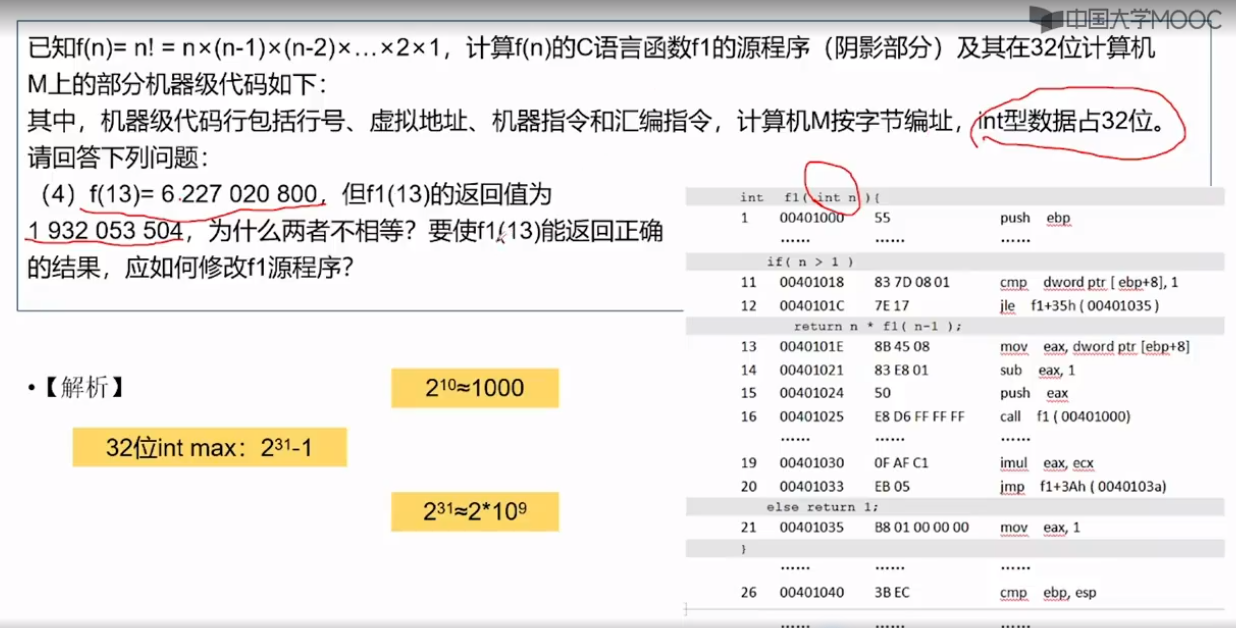 中国大学MOOC
已知f(n)= n! = n×(n-1)×(n-2)×…×2×1，计算f(n)的C语言函数f1的源程序（阴影部分）及其在32位计算机
M上的部分机器级代码如下：
其中，机器级代码行包括行号、虚拟地址、机器指令和汇编指令，计算机M按字节编址，int型数据占32位。
请回答下列问题：
（4）f(13)= 6 227 020 800，但f1(13)的返回值为
1 932 053 504，为什么两者不相等？要使f1(13)能返回正确
的结果，应如何修改f1源程序？
•【解析】
2¹⁰≈1000
32位int max：2³¹-1
2³¹≈2*10⁹
int f1( int n ){
1 00401000 55 push ebp
…… …… ……
if( n > 1 )
11 00401018 83 7D 08 01 cmp dword ptr [ ebp+8], 1
12 0040101C 7E 17 jle f1+35h ( 00401035 )
return n * f1( n-1 );
13 0040101E 8B 45 08 mov eax, dword ptr [ebp+8]
14 00401021 83 E8 01 sub eax, 1
15 00401024 50 push eax
16 00401025 E8 D6 FF FF FF call f1 ( 00401000)
…… …… ……
19 00401030 0F AF C1 imul eax, ecx
20 00401033 EB 05 jmp f1+3Ah ( 0040103a)
else return 1;
21 00401035 B8 01 00 00 00 mov eax, 1
}
…… …… ……
26 00401040 3B EC cmp ebp, esp
…… …… ……